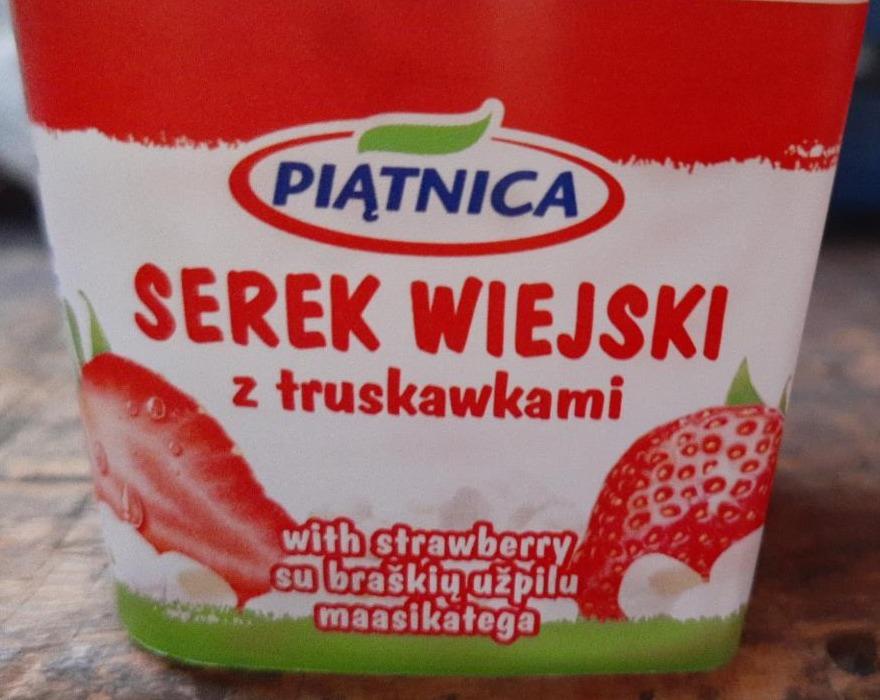 PIĄTNICA
SEREK WIEJSKI
z truskawkami
with strawberry
su braškių užpilu
maasikatega